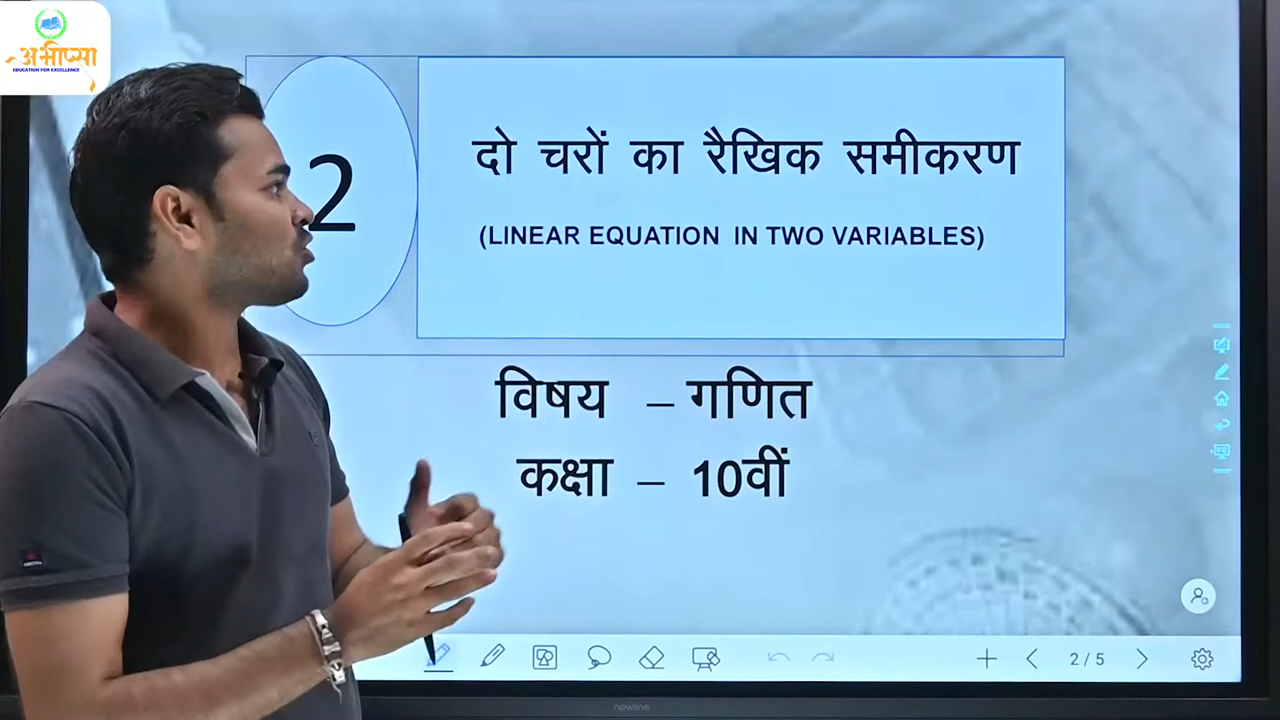 अभीप्सा
EDUCATION FOR EXCELLENCE
2
दो चरों का रैखिक समीकरण
(LINEAR EQUATION IN TWO VARIABLES)
विषय – गणित
कक्षा – 10वीं
2 / 5
newline